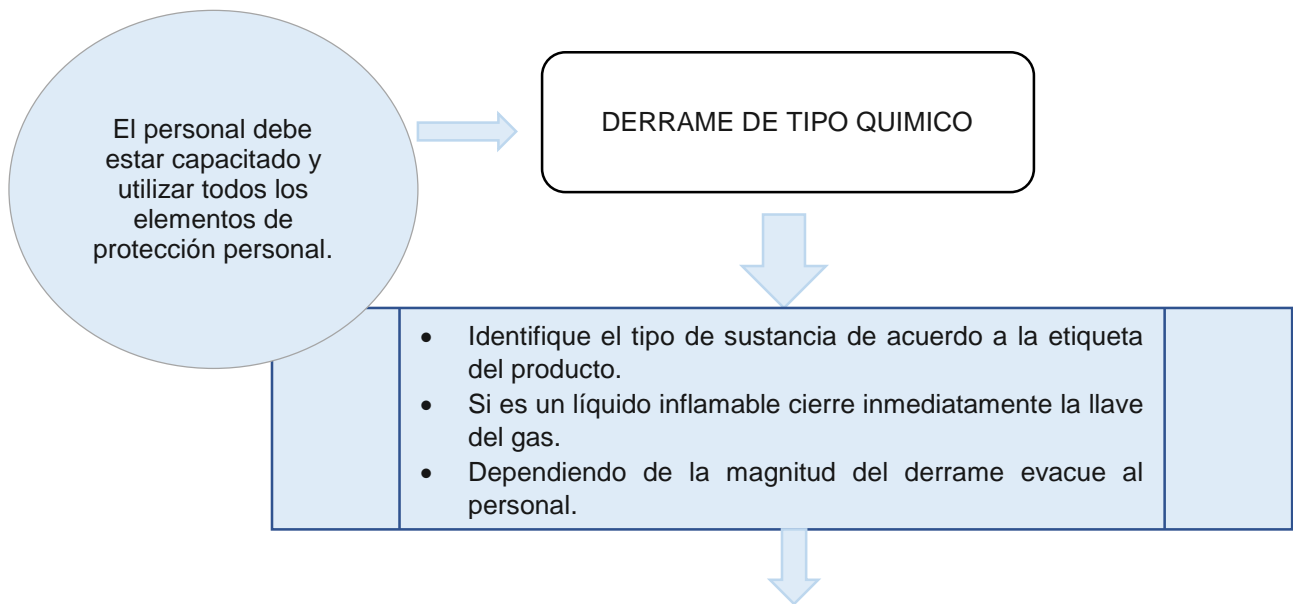 El personal debe
estar capacitado y
utilizar todos los
elementos de
protección personal.
DERRAME DE TIPO QUIMICO
• Identifique el tipo de sustancia de acuerdo a la etiqueta
del producto.
• Si es un líquido inflamable cierre inmediatamente la llave
del gas.
• Dependiendo de la magnitud del derrame evacue al
personal.